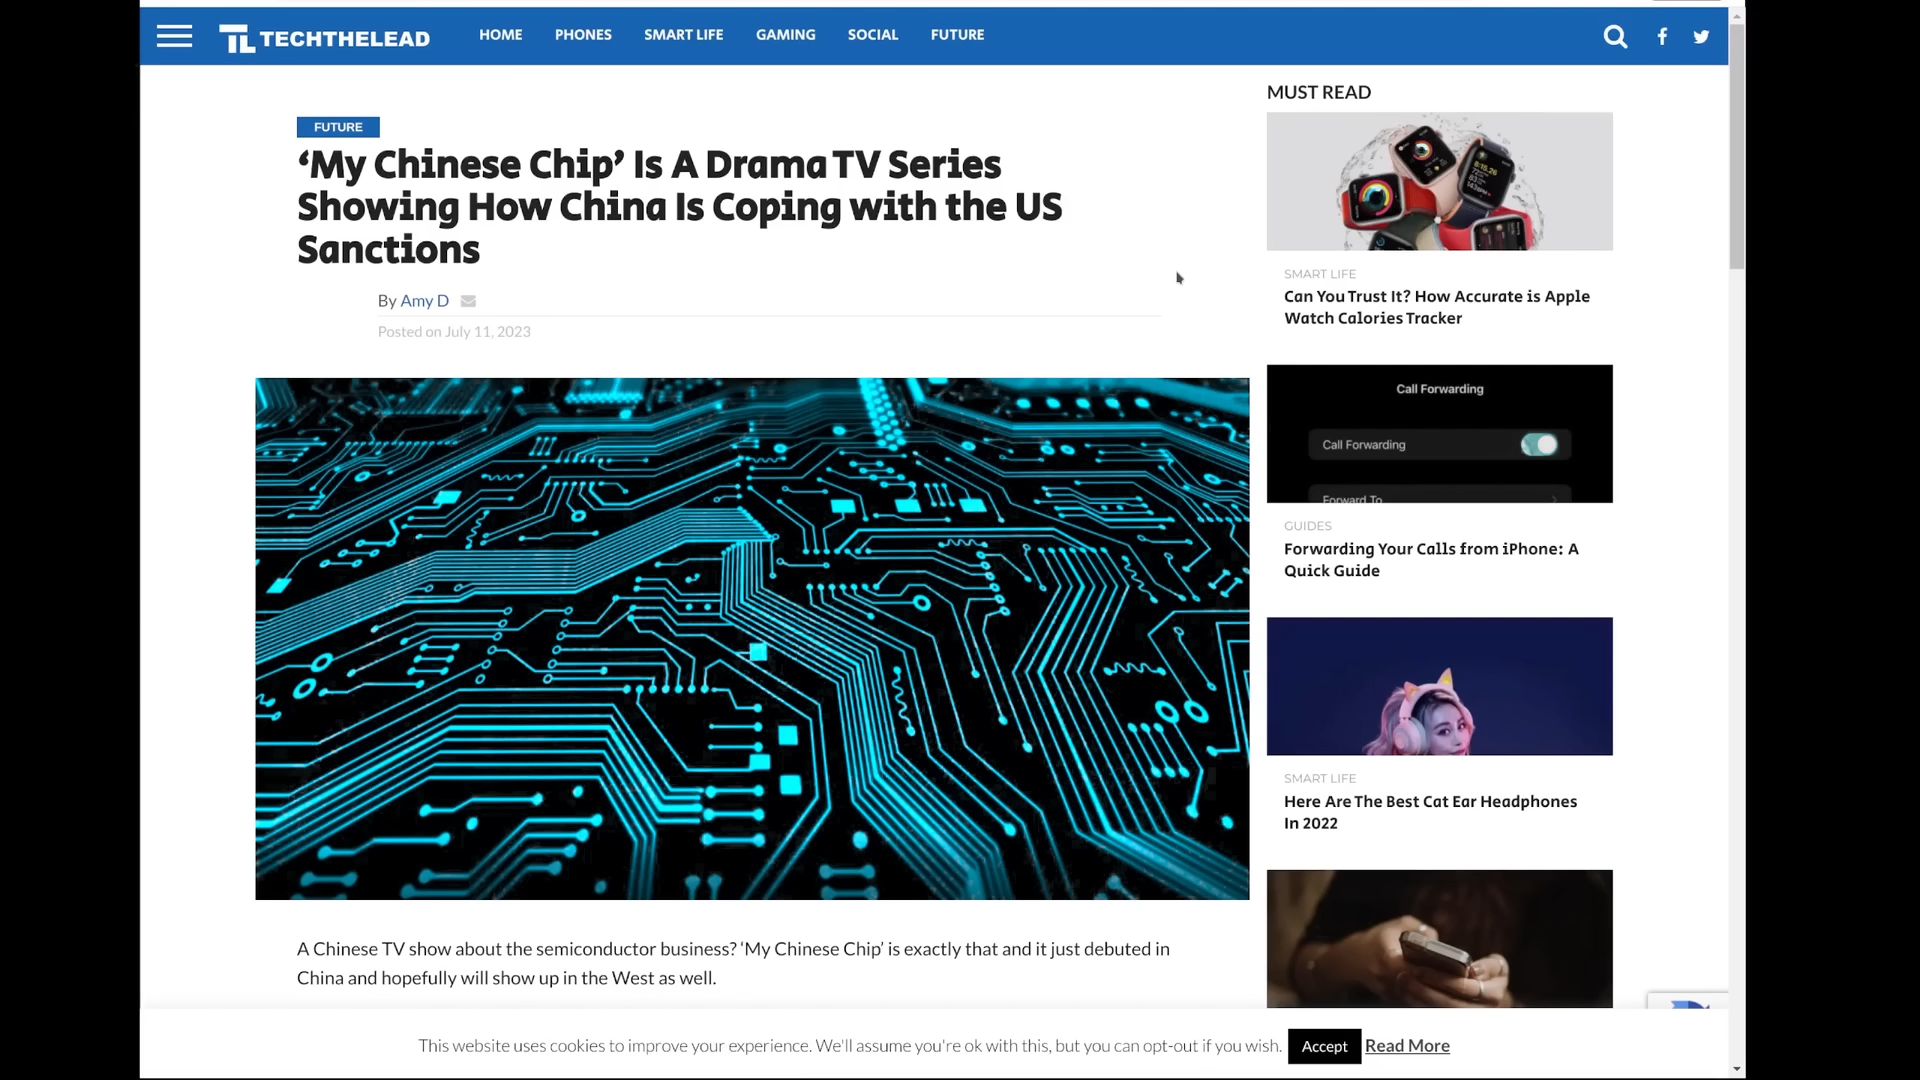 TECHTHELEAD
HOME
PHONES
SMART LIFE
GAMING
SOCIAL
FUTURE
FUTURE
‘My Chinese Chip’ Is A Drama TV Series
Showing How China Is Coping with the US
Sanctions
By Amy D
Posted on July 11, 2023
A Chinese TV show about the semiconductor business? ‘My Chinese Chip’ is exactly that and it just debuted in
China and hopefully will show up in the West as well.
MUST READ
SMART LIFE
Can You Trust It? How Accurate is Apple
Watch Calories Tracker
Call Forwarding
Call Forwarding
Forward To
GUIDES
Forwarding Your Calls from iPhone: A
Quick Guide
SMART LIFE
Here Are The Best Cat Ear Headphones
In 2022
This website uses cookies to improve your experience. We'll assume you're ok with this, but you can opt-out if you wish.
Accept
Read More